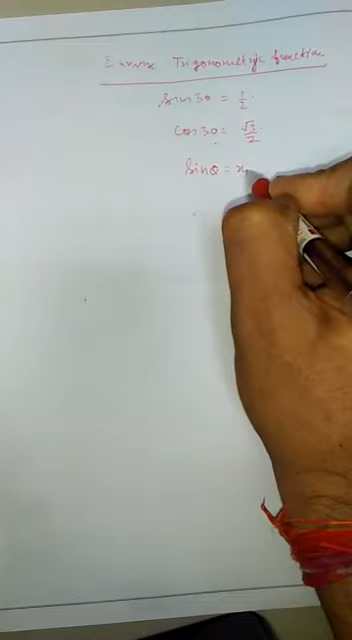 Inverse Trigonometric function
sin 30 = 1/2
cos 30 = √3/2
sin θ = x